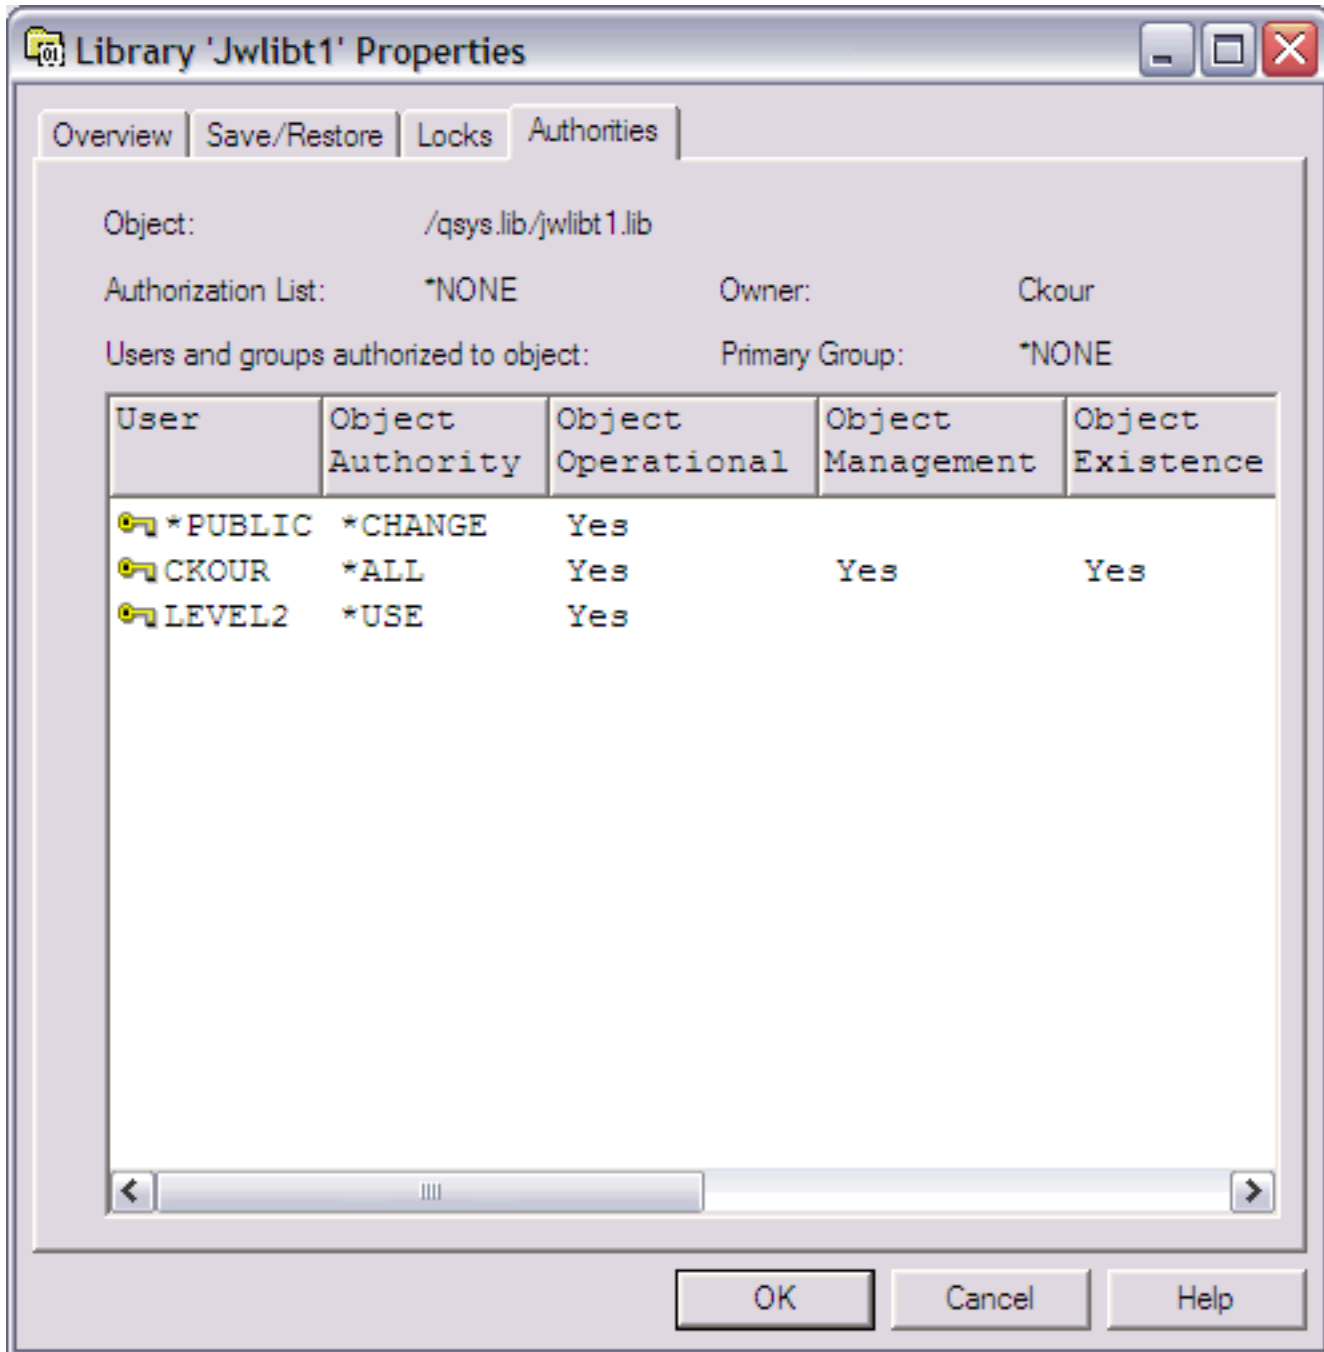 Library 'Jwlibt1' Properties
Overview Save/Restore Locks Authorities
Object: /qsys.lib/jwlibt1.lib
Authorization List: *NONE Owner: Ckour
Users and groups authorized to object: Primary Group: *NONE
User Object Object Object Object
Authority Operational Management Existence
*PUBLIC *CHANGE Yes
CKOUR *ALL Yes Yes Yes
LEVEL2 *USE Yes
OK Cancel Help